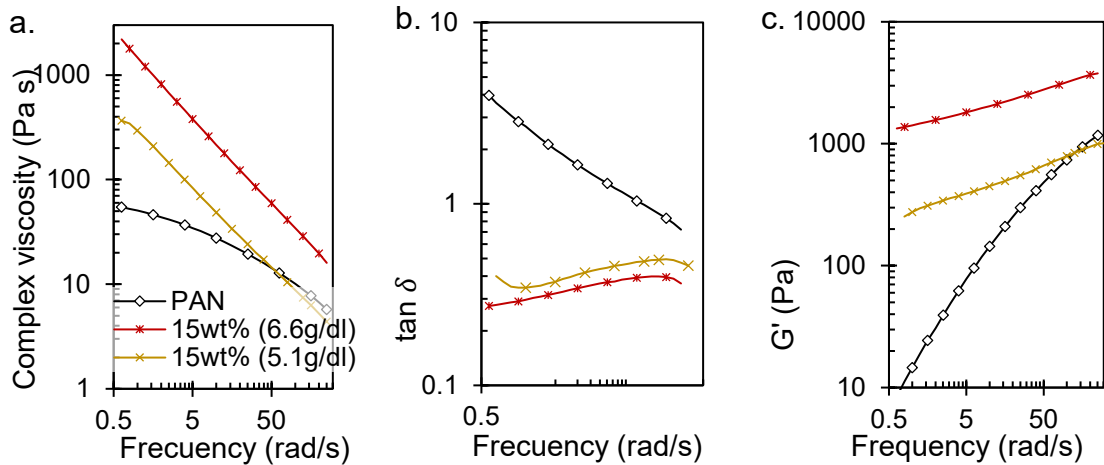 a.
Complex viscosity (Pa s)
1000
100
10
1
0.5
5
50
Frecuency (rad/s)
PAN
15wt% (6.6g/dl)
15wt% (5.1g/dl)
b.
tan δ
10
1
0.1
0.5
Frecuency (rad/s)
c.
G' (Pa)
10000
1000
100
10
0.5
5
50
Frequency (rad/s)